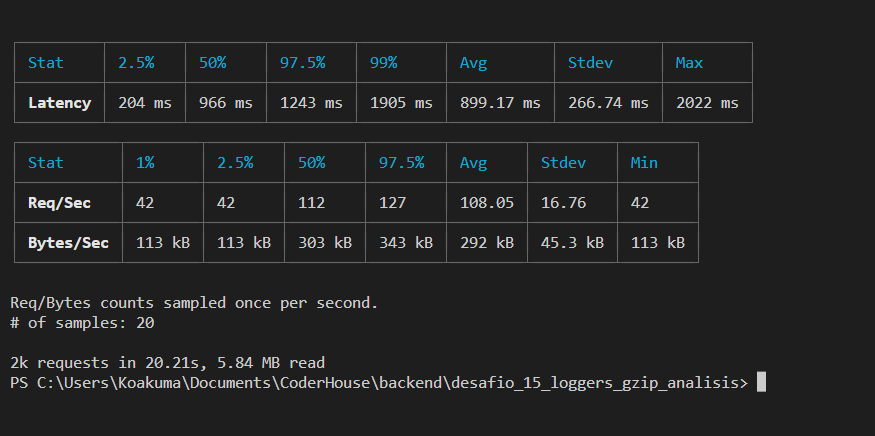 Stat 2.5% 50% 97.5% 99% Avg Stdev Max
Latency 204 ms 966 ms 1243 ms 1905 ms 899.17 ms 266.74 ms 2022 ms
Stat 1% 2.5% 50% 97.5% Avg Stdev Min
Req/Sec 42 42 112 127 108.05 16.76 42
Bytes/Sec 113 kB 113 kB 303 kB 343 kB 292 kB 45.3 kB 113 kB
Req/Bytes counts sampled once per second.
# of samples: 20
2k requests in 20.21s, 5.84 MB read
PS C:\Users\Koakuma\Documents\CoderHouse\backend\desafio_15_loggers_gzip_analisis>